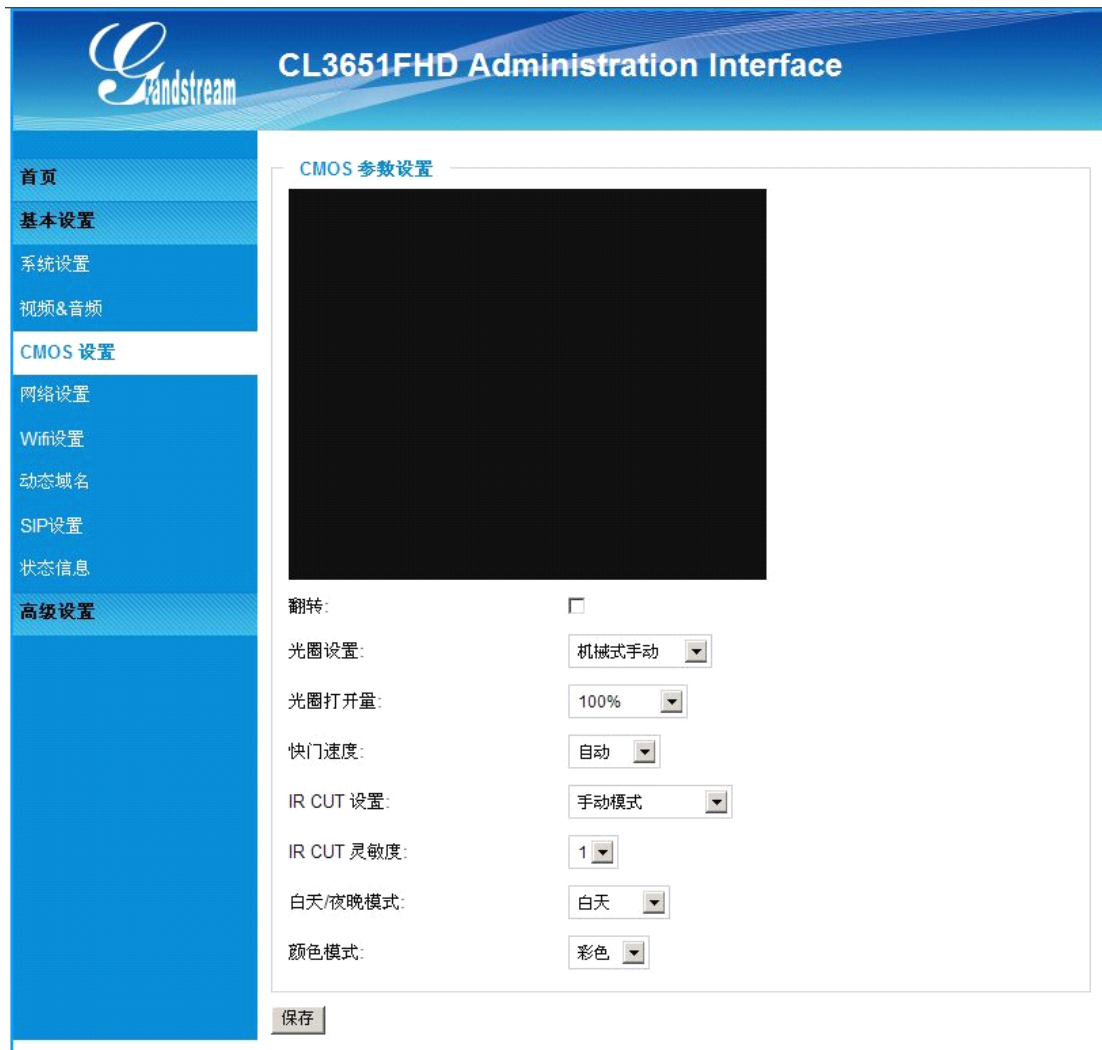 Grandstream
CL3651FHD Administration Interface
首页
基本设置
系统设置
视频&音频
CMOS 设置
网络设置
Wifi设置
动态域名
SIP设置
状态信息
高级设置
CMOS 参数设置
翻转:
光圈设置: 机械式手动
光圈打开量: 100%
快门速度: 自动
IR CUT 设置: 手动模式
IR CUT 灵敏度: 1
白天/夜晚模式: 白天
颜色模式: 彩色
保存